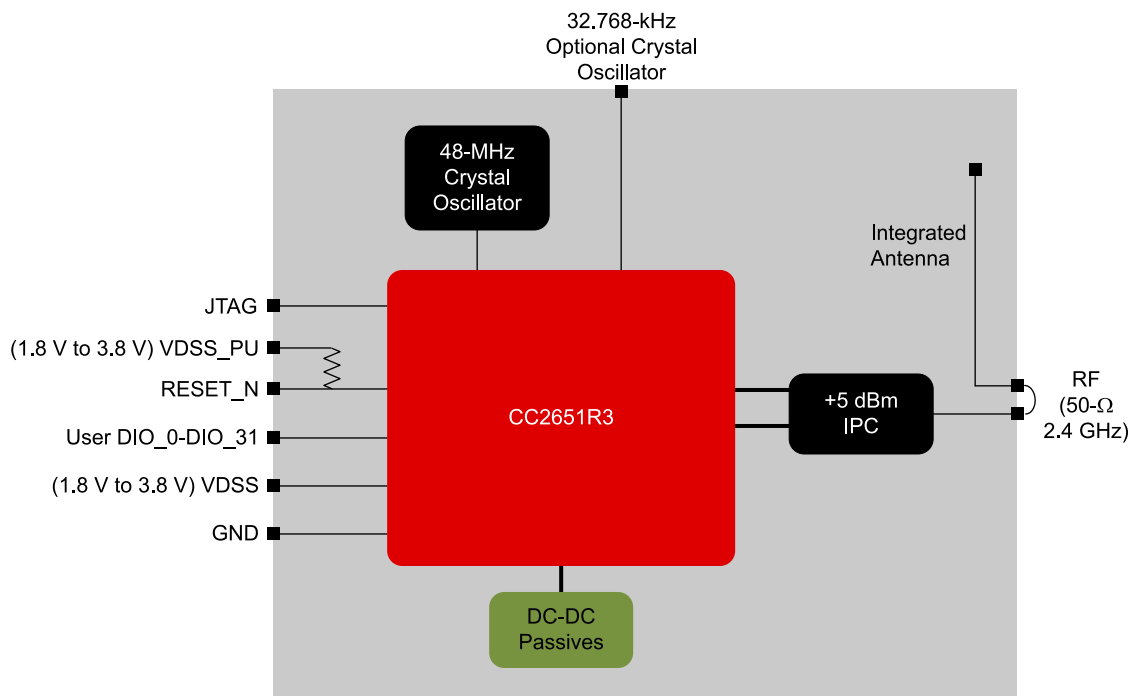 32.768-kHz
Optional Crystal
Oscillator
48-MHz
Crystal
Oscillator
Integrated
Antenna
JTAG
(1.8 V to 3.8 V) VDSS_PU
RESET_N
User DIO_0-DIO_31
(1.8 V to 3.8 V) VDSS
GND
CC2651R3
+5 dBm
IPC
RF
(50-Ω
2.4 GHz)
DC-DC
Passives